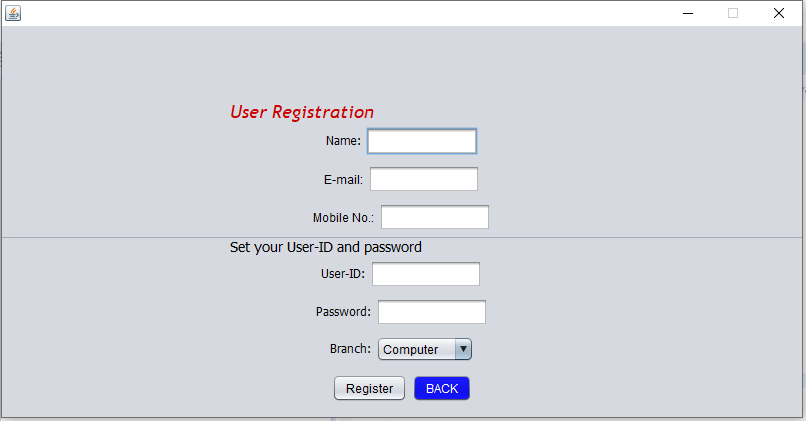 User Registration
Name:
E-mail:
Mobile No.:
Set your User-ID and password
User-ID:
Password:
Branch: Computer
Register BACK